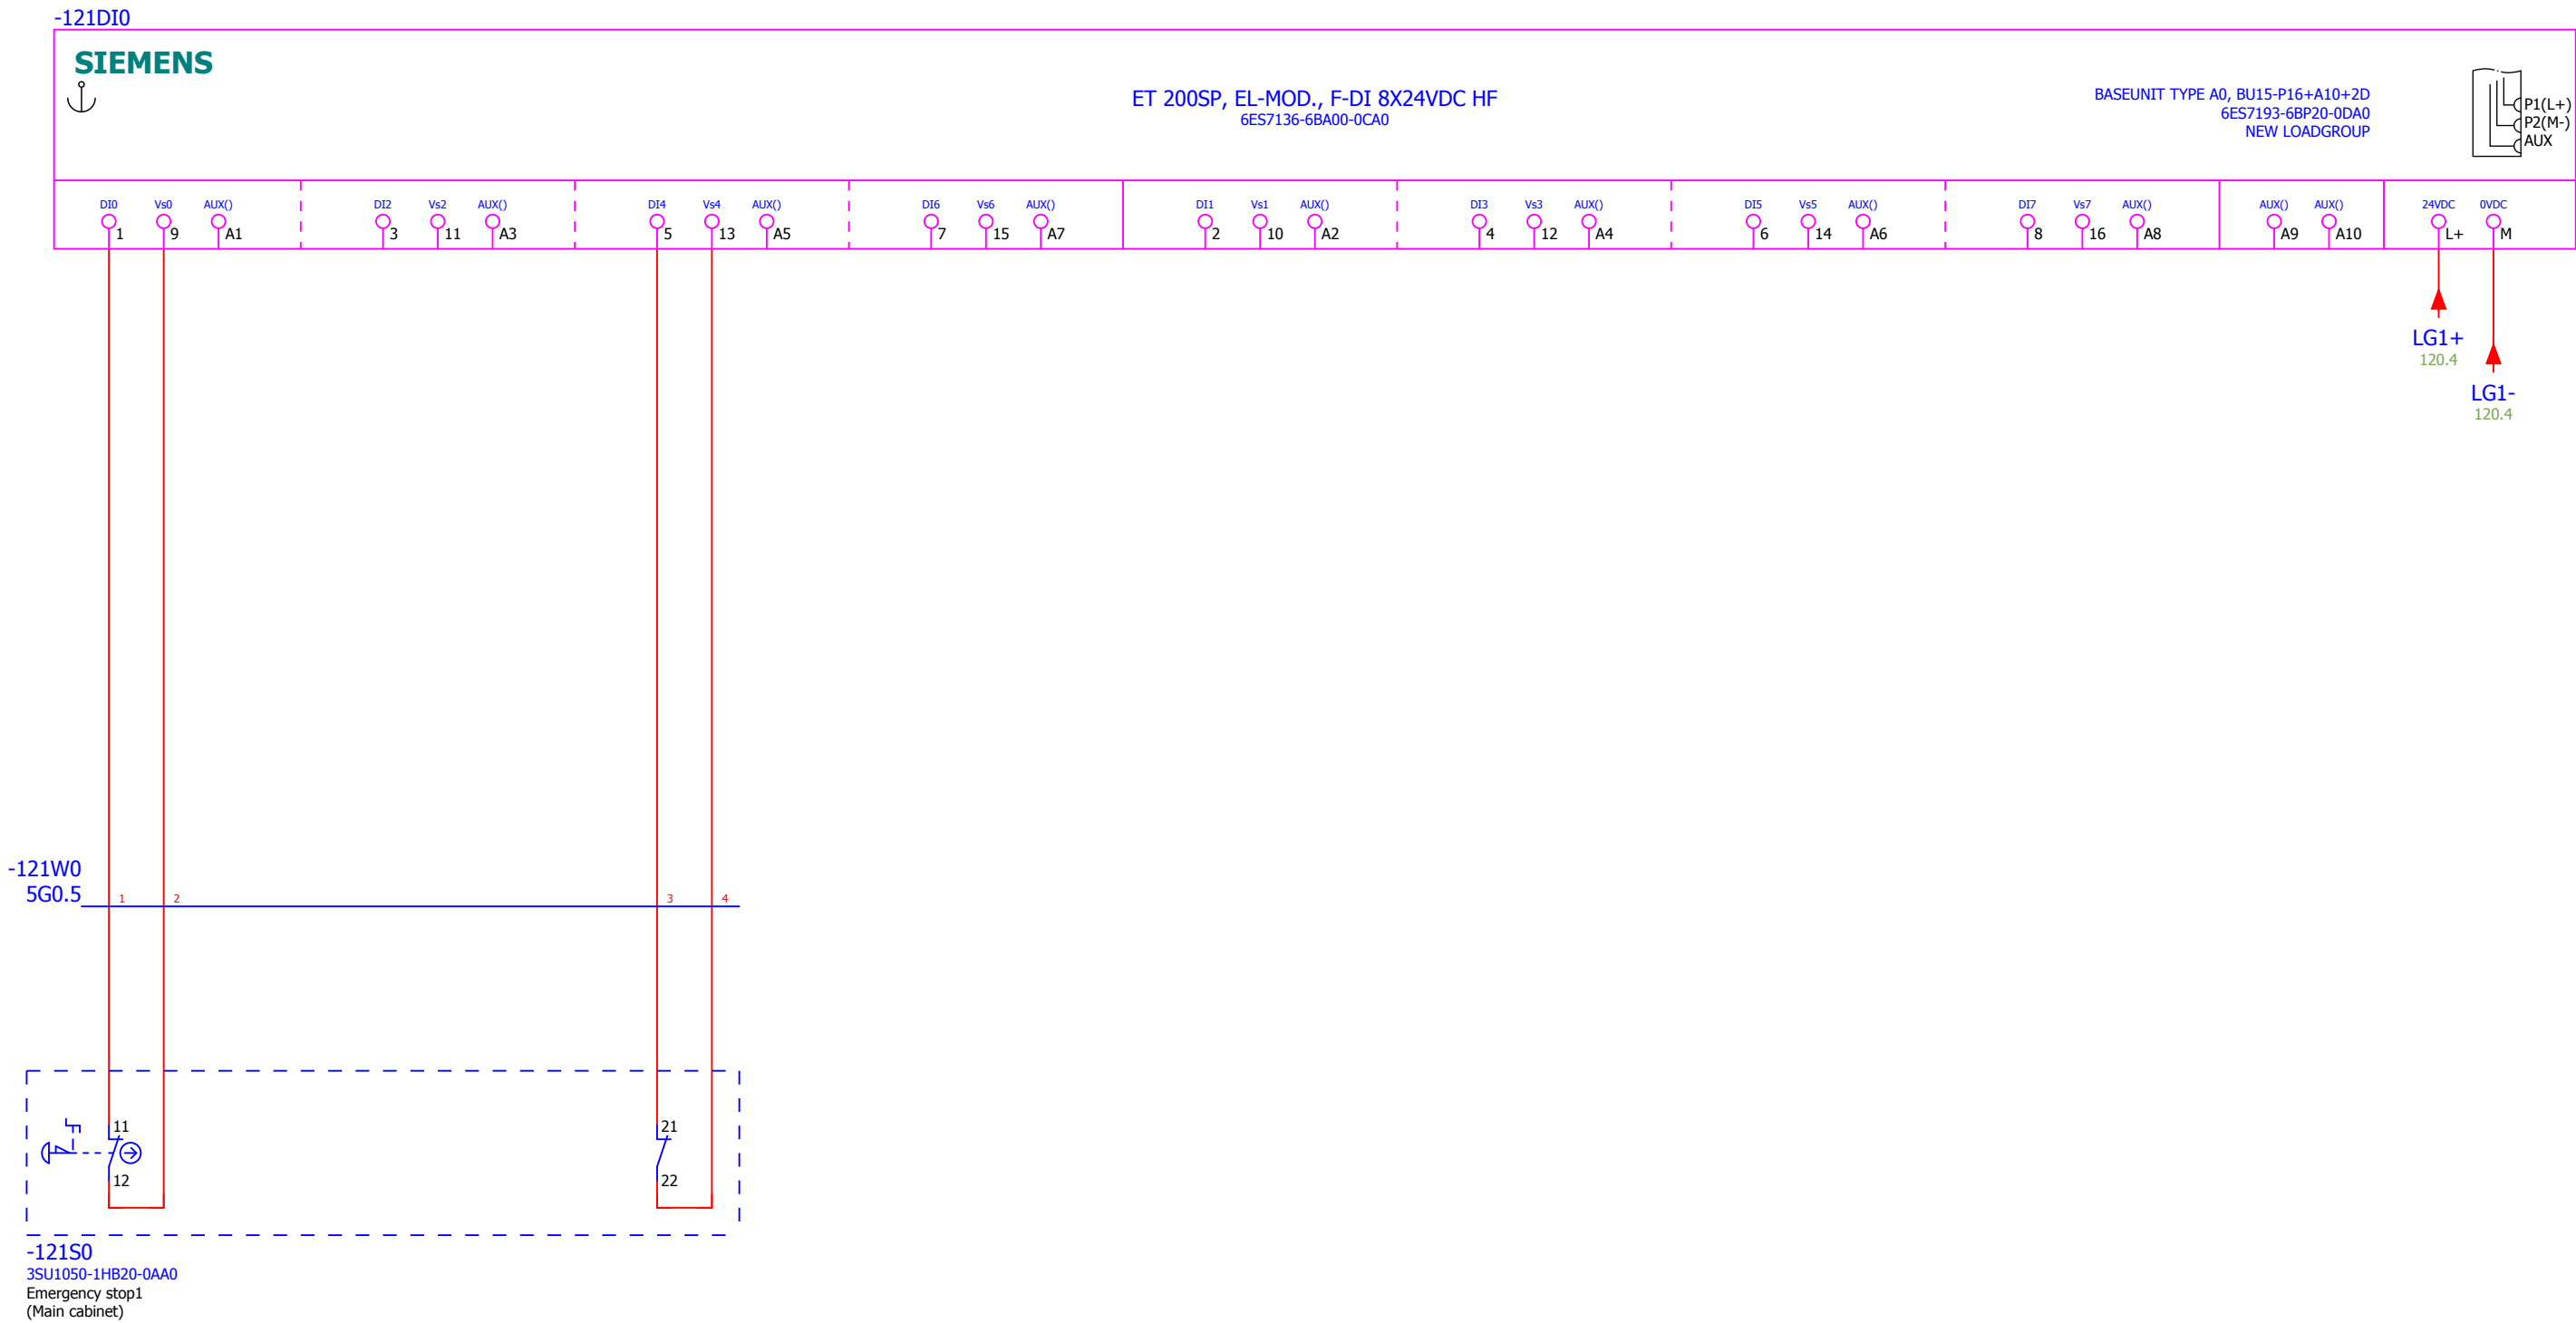 -121DI0
SIEMENS
ET 200SP, EL-MOD., F-DI 8X24VDC HF
6ES7136-6BA00-0CA0
BASEUNIT TYPE A0, BU15-P16+A10+2D
6ES7193-6BP20-0DA0
NEW LOADGROUP
P1(L+)
P2(M-)
AUX
DI0 Vs0 AUX() DI2 Vs2 AUX() DI4 Vs4 AUX() DI6 Vs6 AUX() DI1 Vs1 AUX() DI3 Vs3 AUX() DI5 Vs5 AUX() DI7 Vs7 AUX() AUX() AUX() 24VDC 0VDC
1 9 A1 3 11 A3 5 13 A5 7 15 A7 2 10 A2 4 12 A4 6 14 A6 8 16 A8 A9 A10 L+ M
LG1+
120.4
LG1-
120.4
-121W0
5G0.5
1 2 3 4
11 21
12 22
-121S0
3SU1050-1HB20-0AA0
Emergency stop1
(Main cabinet)